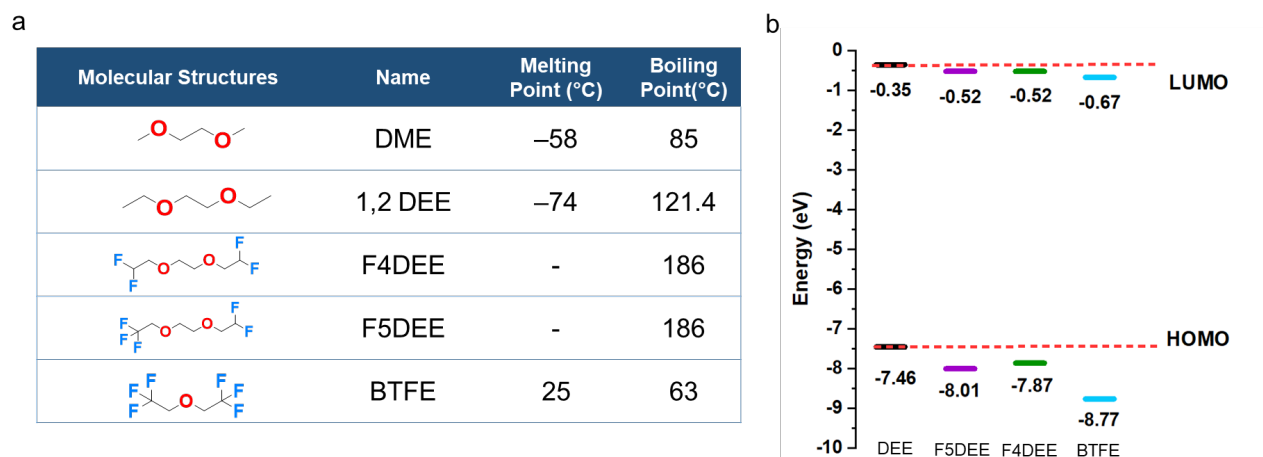 a
Molecular Structures Name Melting Point (°C) Boiling Point(°C)
O O DME –58 85
O O 1,2 DEE –74 121.4
F F O O F F F4DEE - 186
F F F O O F F F5DEE - 186
F F F O F F F BTFE 25 63
b
Energy (eV)
0
-1
-2
-3
-4
-5
-6
-7
-8
-9
-10
-0.35 -0.52 -0.52 -0.67
LUMO
HOMO
-7.46 -8.01 -7.87 -8.77
DEE F5DEE F4DEE BTFE